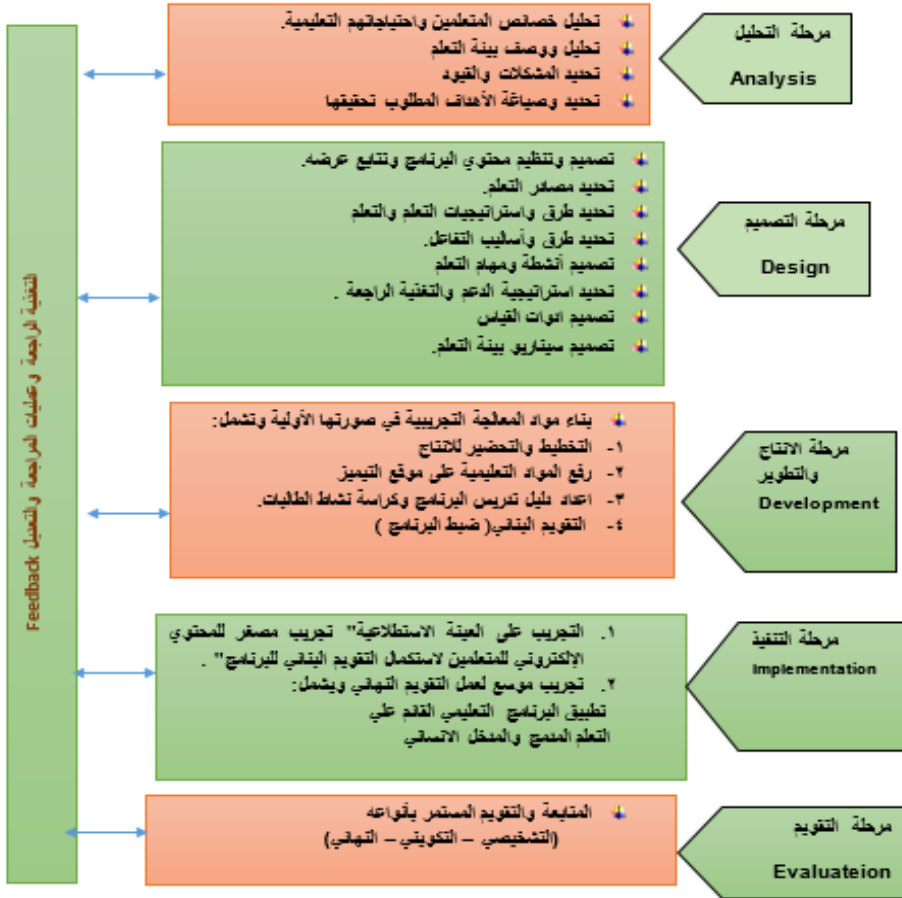 مرحلة التحليل
Analysis
تحليل خصائص المتعلمين واحتياجاتهم التعليمية.
تحليل ووصف بيئة التعلم
تحديد المشكلات والقيود
تحديد وصياغة الأهداف المطلوب تحقيقها
مرحلة التصميم
Design
تصميم وتنظيم محتوي البرنامج وتتابع عرضه.
تحديد مصادر التعلم.
تحديد طرق واستراتيجيات التعلم والتعلم
تحديد طرق وأساليب التفاعل.
تصميم أنشطة ومهام التعلم
تحديد استراتيجية الدعم والتغذية الراجعة .
تصميم ادوات القياس
تصميم سيناريو بيئة التعلم.
مرحلة الانتاج
والتطوير
Development
بناء مواد المعالجة التجريبية في صورتها الأولية وتشمل:
١- التخطيط والتحضير للانتاج
٢- رفع المواد التعليمية على موقع التيميز
٣- اعداد دليل تدريس البرنامج وكراسة نشاط الطالبات.
٤- التقويم البنائي( ضبط البرنامج )
مرحلة التنفيذ
Implementation
١. التجريب على العينة الاستطلاعية" تجريب مصغر للمحتوي
الإلكتروني للمتعلمين لاستكمال التقويم البنائي للبرنامج" .
٢. تجريب موسع لعمل التقويم النهائي ويشمل:
تطبيق البرنامج التعليمي القائم علي
التعلم المدمج والمدخل الانساني
مرحلة التقويم
Evaluateion
المتابعة والتقويم المستمر بأنواعه
(التشخيصي – التكويني – النهائي)
التغذية الراجعة وعمليات المراجعة والتعديل Feedback